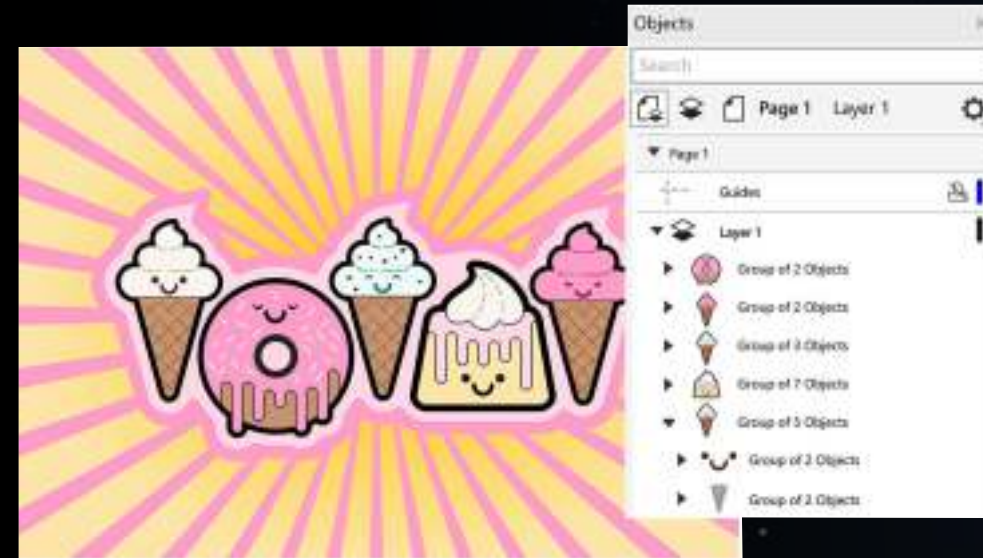 Objects
Search
Page 1 Layer 1
Page 1
Guides
Layer 1
Group of 2 Objects
Group of 2 Objects
Group of 3 Objects
Group of 7 Objects
Group of 5 Objects
Group of 2 Objects
Group of 2 Objects